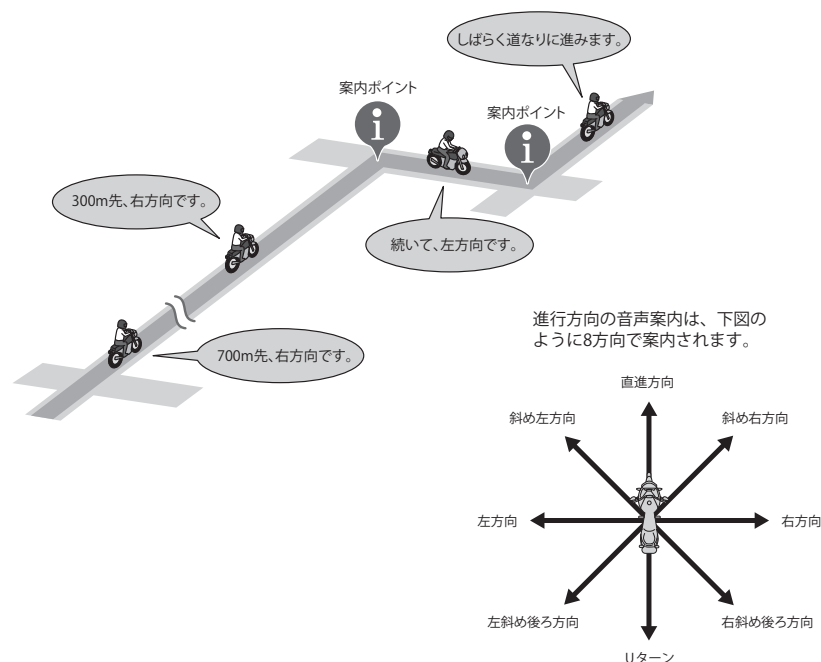 しばらく道なりに進みます。
案内ポイント
i
案内ポイント
i
300m先、右方向です。
続いて、左方向です。
700m先、右方向です。
進行方向の音声案内は、下図の
ように8方向で案内されます。
直進方向
斜め左方向
斜め右方向
左方向
右方向
左斜め後ろ方向
右斜め後ろ方向
Uターン